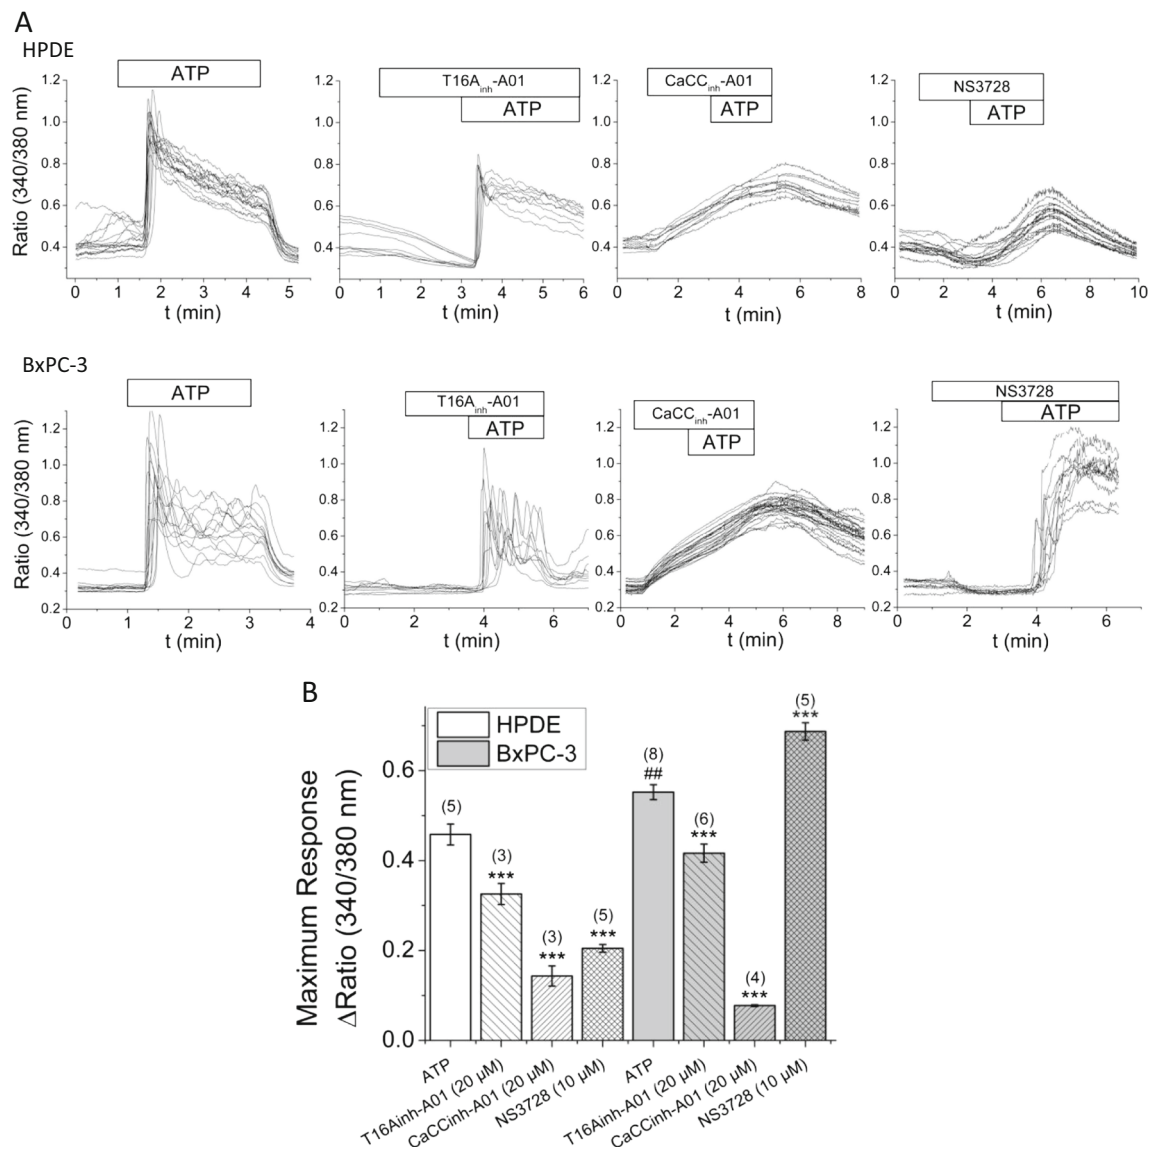 A
HPDE
ATP
T16Ainh-A01
ATP
CaCCinh-A01
ATP
NS3728
ATP
Ratio (340/380 nm)
1.2
1.0
0.8
0.6
0.4
0 1 2 3 4 5
t (min)
1.2
1.0
0.8
0.6
0.4
0 1 2 3 4 5 6
t (min)
1.2
1.0
0.8
0.6
0.4
0 2 4 6 8
t (min)
1.2
1.0
0.8
0.6
0.4
0 2 4 6 8 10
t (min)
BxPC-3
ATP
T16Ainh-A01
ATP
CaCCinh-A01
ATP
NS3728
ATP
Ratio (340/380 nm)
1.2
1.0
0.8
0.6
0.4
0.2
0 1 2 3 4
t (min)
1.2
1.0
0.8
0.6
0.4
0.2
0 2 4 6
t (min)
1.2
1.0
0.8
0.6
0.4
0.2
0 2 4 6 8
t (min)
1.2
1.0
0.8
0.6
0.4
0.2
0 2 4 6
t (min)
B
HPDE
BxPC-3
Maximum Response
ΔRatio (340/380 nm)
0.6
0.4
0.2
0.0
(5)
(3)
***
(3)
***
(5)
***
(8)
##
(6)
***
(4)
***
(5)
***
ATP
T16Ainh-A01 (20 µM)
CaCCinh-A01 (20 µM)
NS3728 (10 µM)
ATP
T16Ainh-A01 (20 µM)
CaCCinh-A01 (20 µM)
NS3728 (10 µM)